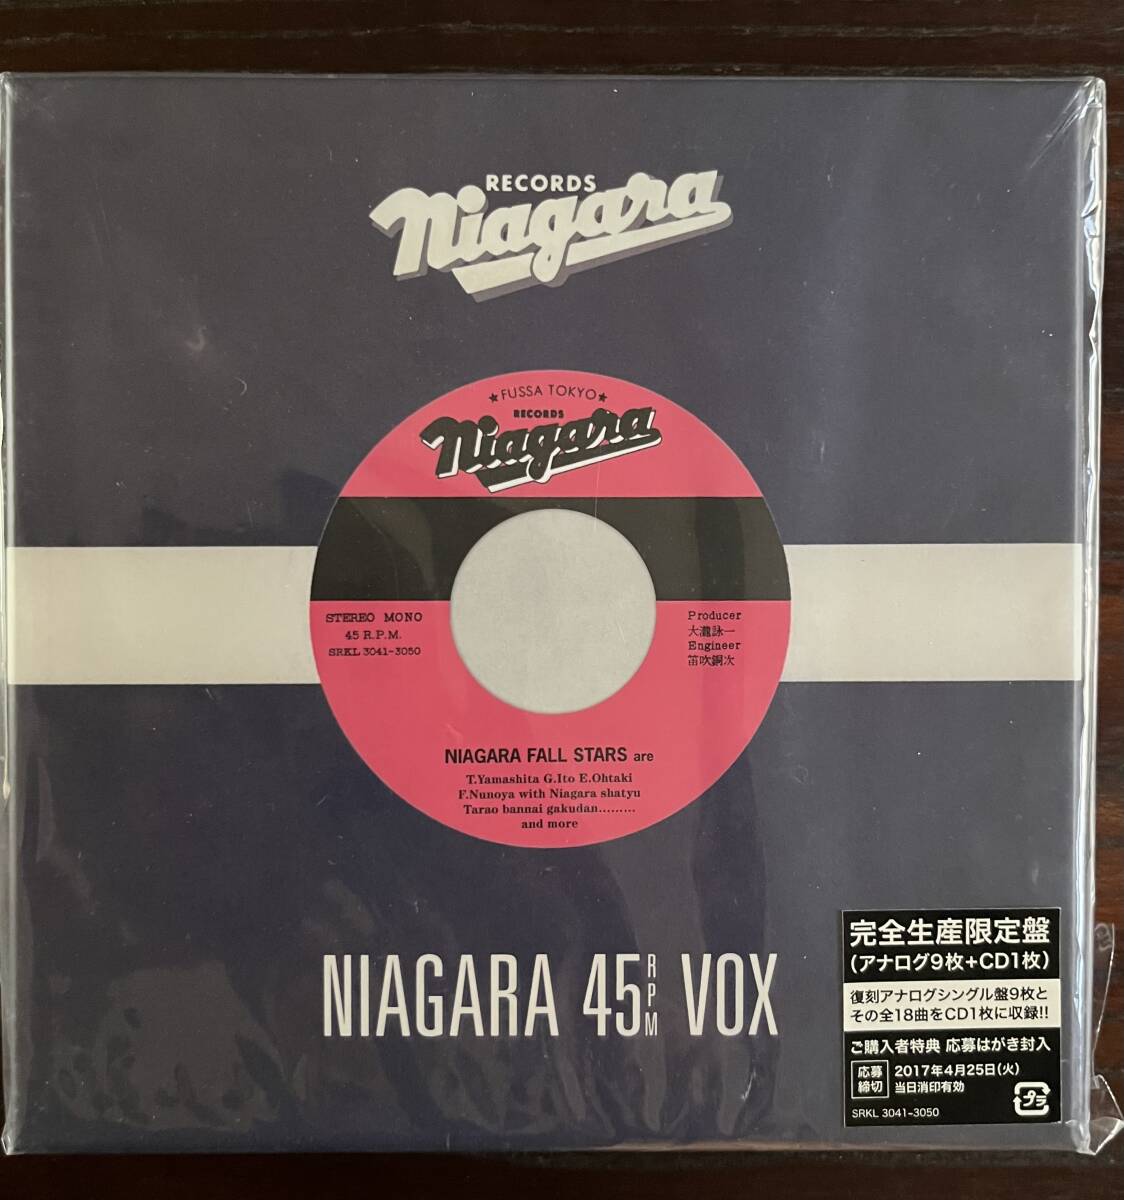 RECORDS
Niagara
★FUSSA TOKYO★
RECORDS
Niagara
STEREO MONO
45 R.P.M.
SRKL 3041-3050
Producer
大瀧詠一
Engineer
笛吹銅次
NIAGARA FALL STARS are
T.Yamashita G.Ito E.Ohtaki
F.Nunoya with Niagara shatyu
Tarao bannai gakudan.........
and more
NIAGARA 45RPM VOX
完全生産限定盤
(アナログ9枚+CD1枚)
復刻アナログシングル盤9枚と
その全18曲をCD1枚に収録!!
ご購入者特典 応募はがき封入
応募
締切
2017年4月25日(火)
当日消印有効
プラ
SRKL 3041-3050